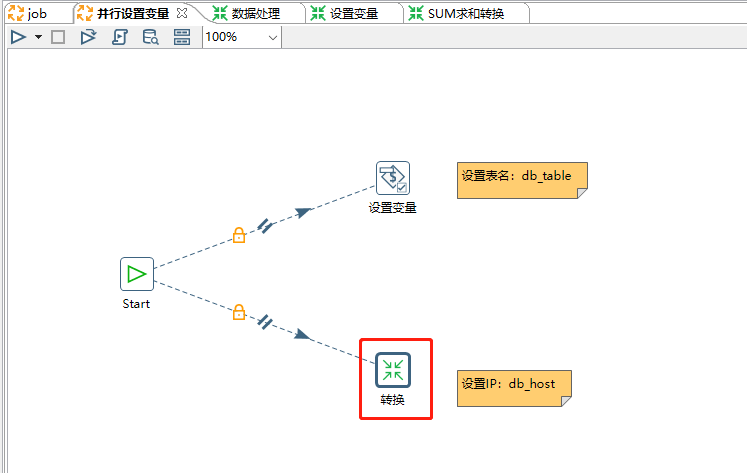 job
并行设置变量
数据处理
设置变量
SUM求和转换
100%
设置变量
设置表名：db_table
Start
转换
设置IP：db_host